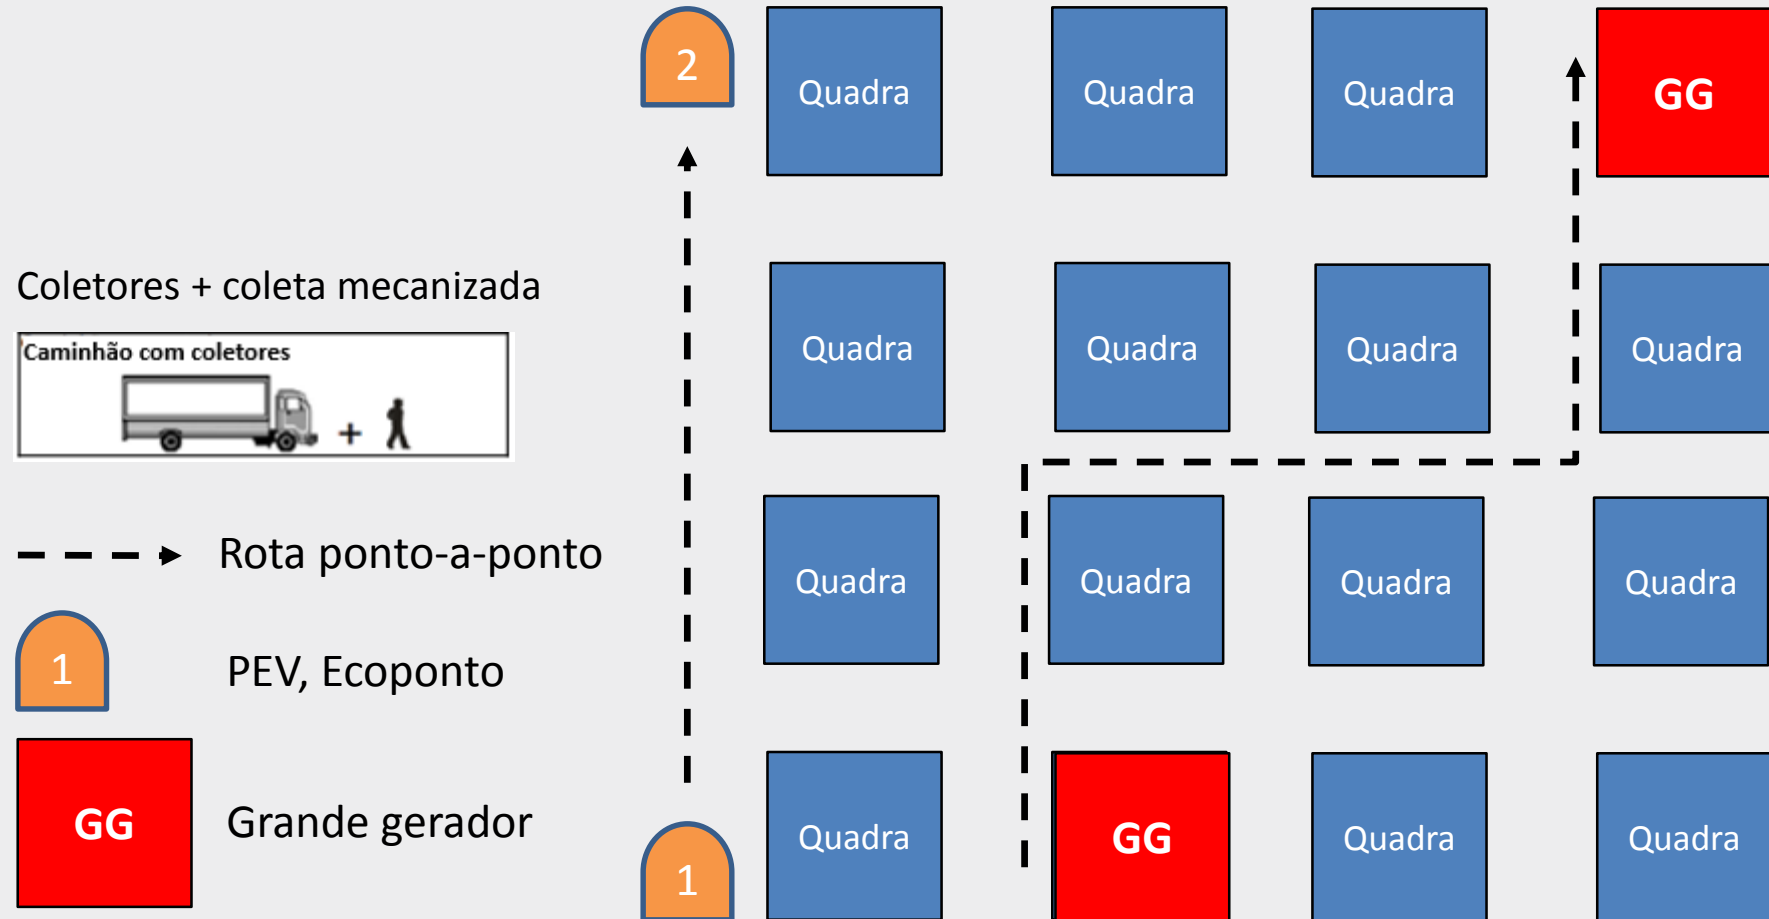 2
Quadra
Quadra
Quadra
GG
Coletores + coleta mecanizada
Caminhão com coletores
+
Quadra
Quadra
Quadra
Quadra
Rota ponto-a-ponto
Quadra
Quadra
Quadra
Quadra
1
PEV, Ecoponto
GG
Grande gerador
1
Quadra
GG
Quadra
Quadra